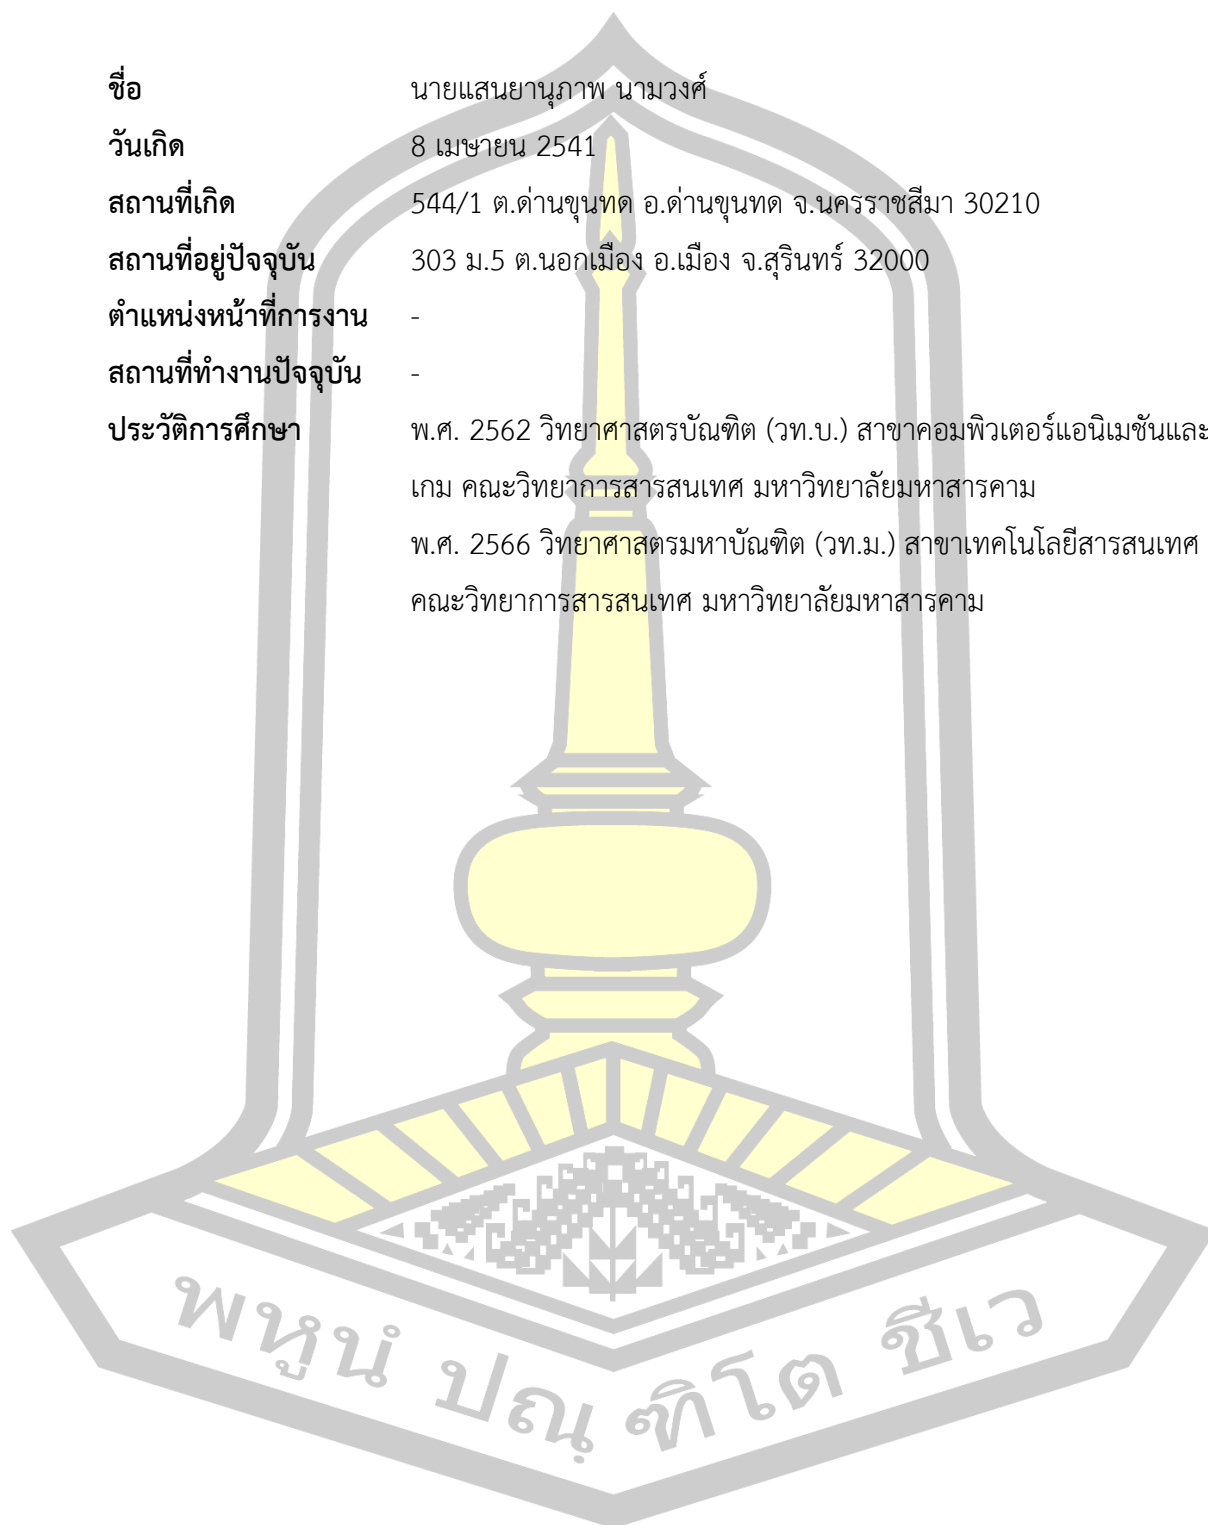 ชื่อ นายแสนยานุภาพ นามวงศ์
วันเกิด 8 เมษายน 2541
สถานที่เกิด 544/1 ต.ด่านขุนทด อ.ด่านขุนทด จ.นครราชสีมา 30210
สถานที่อยู่ปัจจุบัน 303 ม.5 ต.นอกเมือง อ.เมือง จ.สุรินทร์ 32000
ตำแหน่งหน้าที่การงาน -
สถานที่ทำงานปัจจุบัน -
ประวัติการศึกษา พ.ศ. 2562 วิทยาศาสตรบัณฑิต (วท.บ.) สาขาคอมพิวเตอร์แอนิเมชันและ
เกม คณะวิทยาการสารสนเทศ มหาวิทยาลัยมหาสารคาม
พ.ศ. 2566 วิทยาศาสตรมหาบัณฑิต (วท.ม.) สาขาเทคโนโลยีสารสนเทศ
คณะวิทยาการสารสนเทศ มหาวิทยาลัยมหาสารคาม
พหูนํ ปณฺ ฑิโต ชีเว